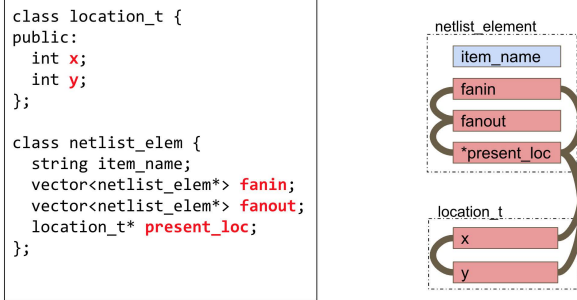 class location_t {
public:
  int x;
  int y;
};
class netlist_elem {
  string item_name;
  vector<netlist_elem*> fanin;
  vector<netlist_elem*> fanout;
  location_t* present_loc;
};
netlist_element
item_name
fanin
fanout
*present_loc
location_t
x
y